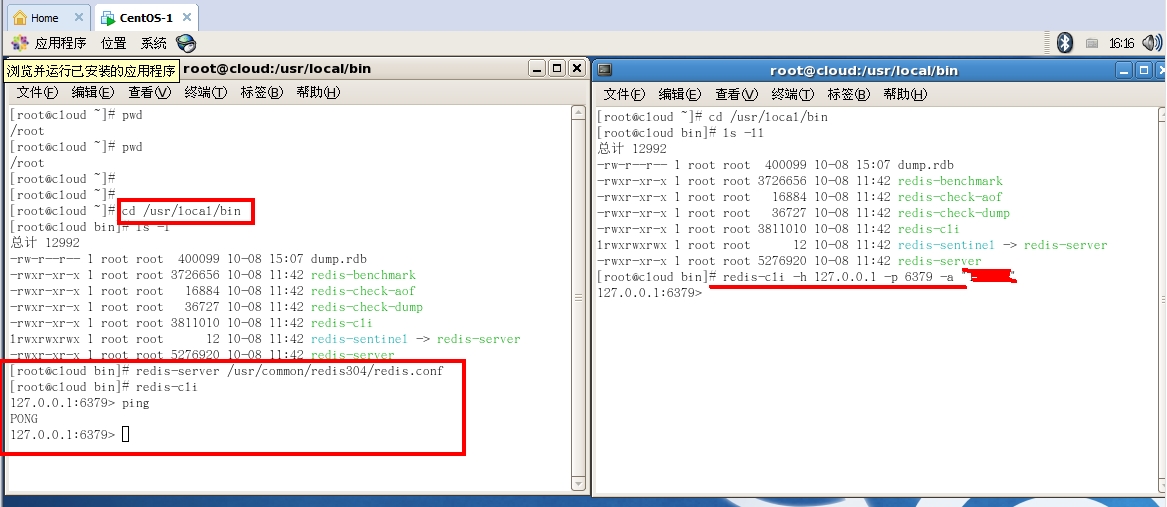 Home
CentOS-1
应用程序 位置 系统
16:16
浏览并运行已安装的应用程序
root@cloud:/usr/local/bin
文件(F) 编辑(E) 查看(V) 终端(T) 标签(B) 帮助(H)
[root@cloud ~]# pwd
/root
[root@cloud ~]# pwd
/root
[root@cloud ~]#
[root@cloud ~]#
[root@cloud ~]# cd /usr/local/bin
[root@cloud bin]# ls -l
总计 12992
-rw-r--r-- 1 root root 400099 10-08 15:07 dump.rdb
-rwxr-xr-x 1 root root 3726656 10-08 11:42 redis-benchmark
-rwxr-xr-x 1 root root 16884 10-08 11:42 redis-check-aof
-rwxr-xr-x 1 root root 36727 10-08 11:42 redis-check-dump
-rwxr-xr-x 1 root root 3811010 10-08 11:42 redis-cli
lrwxrwxrwx 1 root root 12 10-08 11:42 redis-sentinel -> redis-server
-rwxr-xr-x 1 root root 5276920 10-08 11:42 redis-server
[root@cloud bin]# redis-server /usr/common/redis304/redis.conf
[root@cloud bin]# redis-cli
127.0.0.1:6379> ping
PONG
127.0.0.1:6379>
root@cloud:/usr/local/bin
文件(F) 编辑(E) 查看(V) 终端(T) 标签(B) 帮助(H)
[root@cloud ~]# cd /usr/local/bin
[root@cloud bin]# ls -ll
总计 12992
-rw-r--r-- 1 root root 400099 10-08 15:07 dump.rdb
-rwxr-xr-x 1 root root 3726656 10-08 11:42 redis-benchmark
-rwxr-xr-x 1 root root 16884 10-08 11:42 redis-check-aof
-rwxr-xr-x 1 root root 36727 10-08 11:42 redis-check-dump
-rwxr-xr-x 1 root root 3811010 10-08 11:42 redis-cli
lrwxrwxrwx 1 root root 12 10-08 11:42 redis-sentinel -> redis-server
-rwxr-xr-x 1 root root 5276920 10-08 11:42 redis-server
[root@cloud bin]# redis-cli -h 127.0.0.1 -p 6379 -a
127.0.0.1:6379>